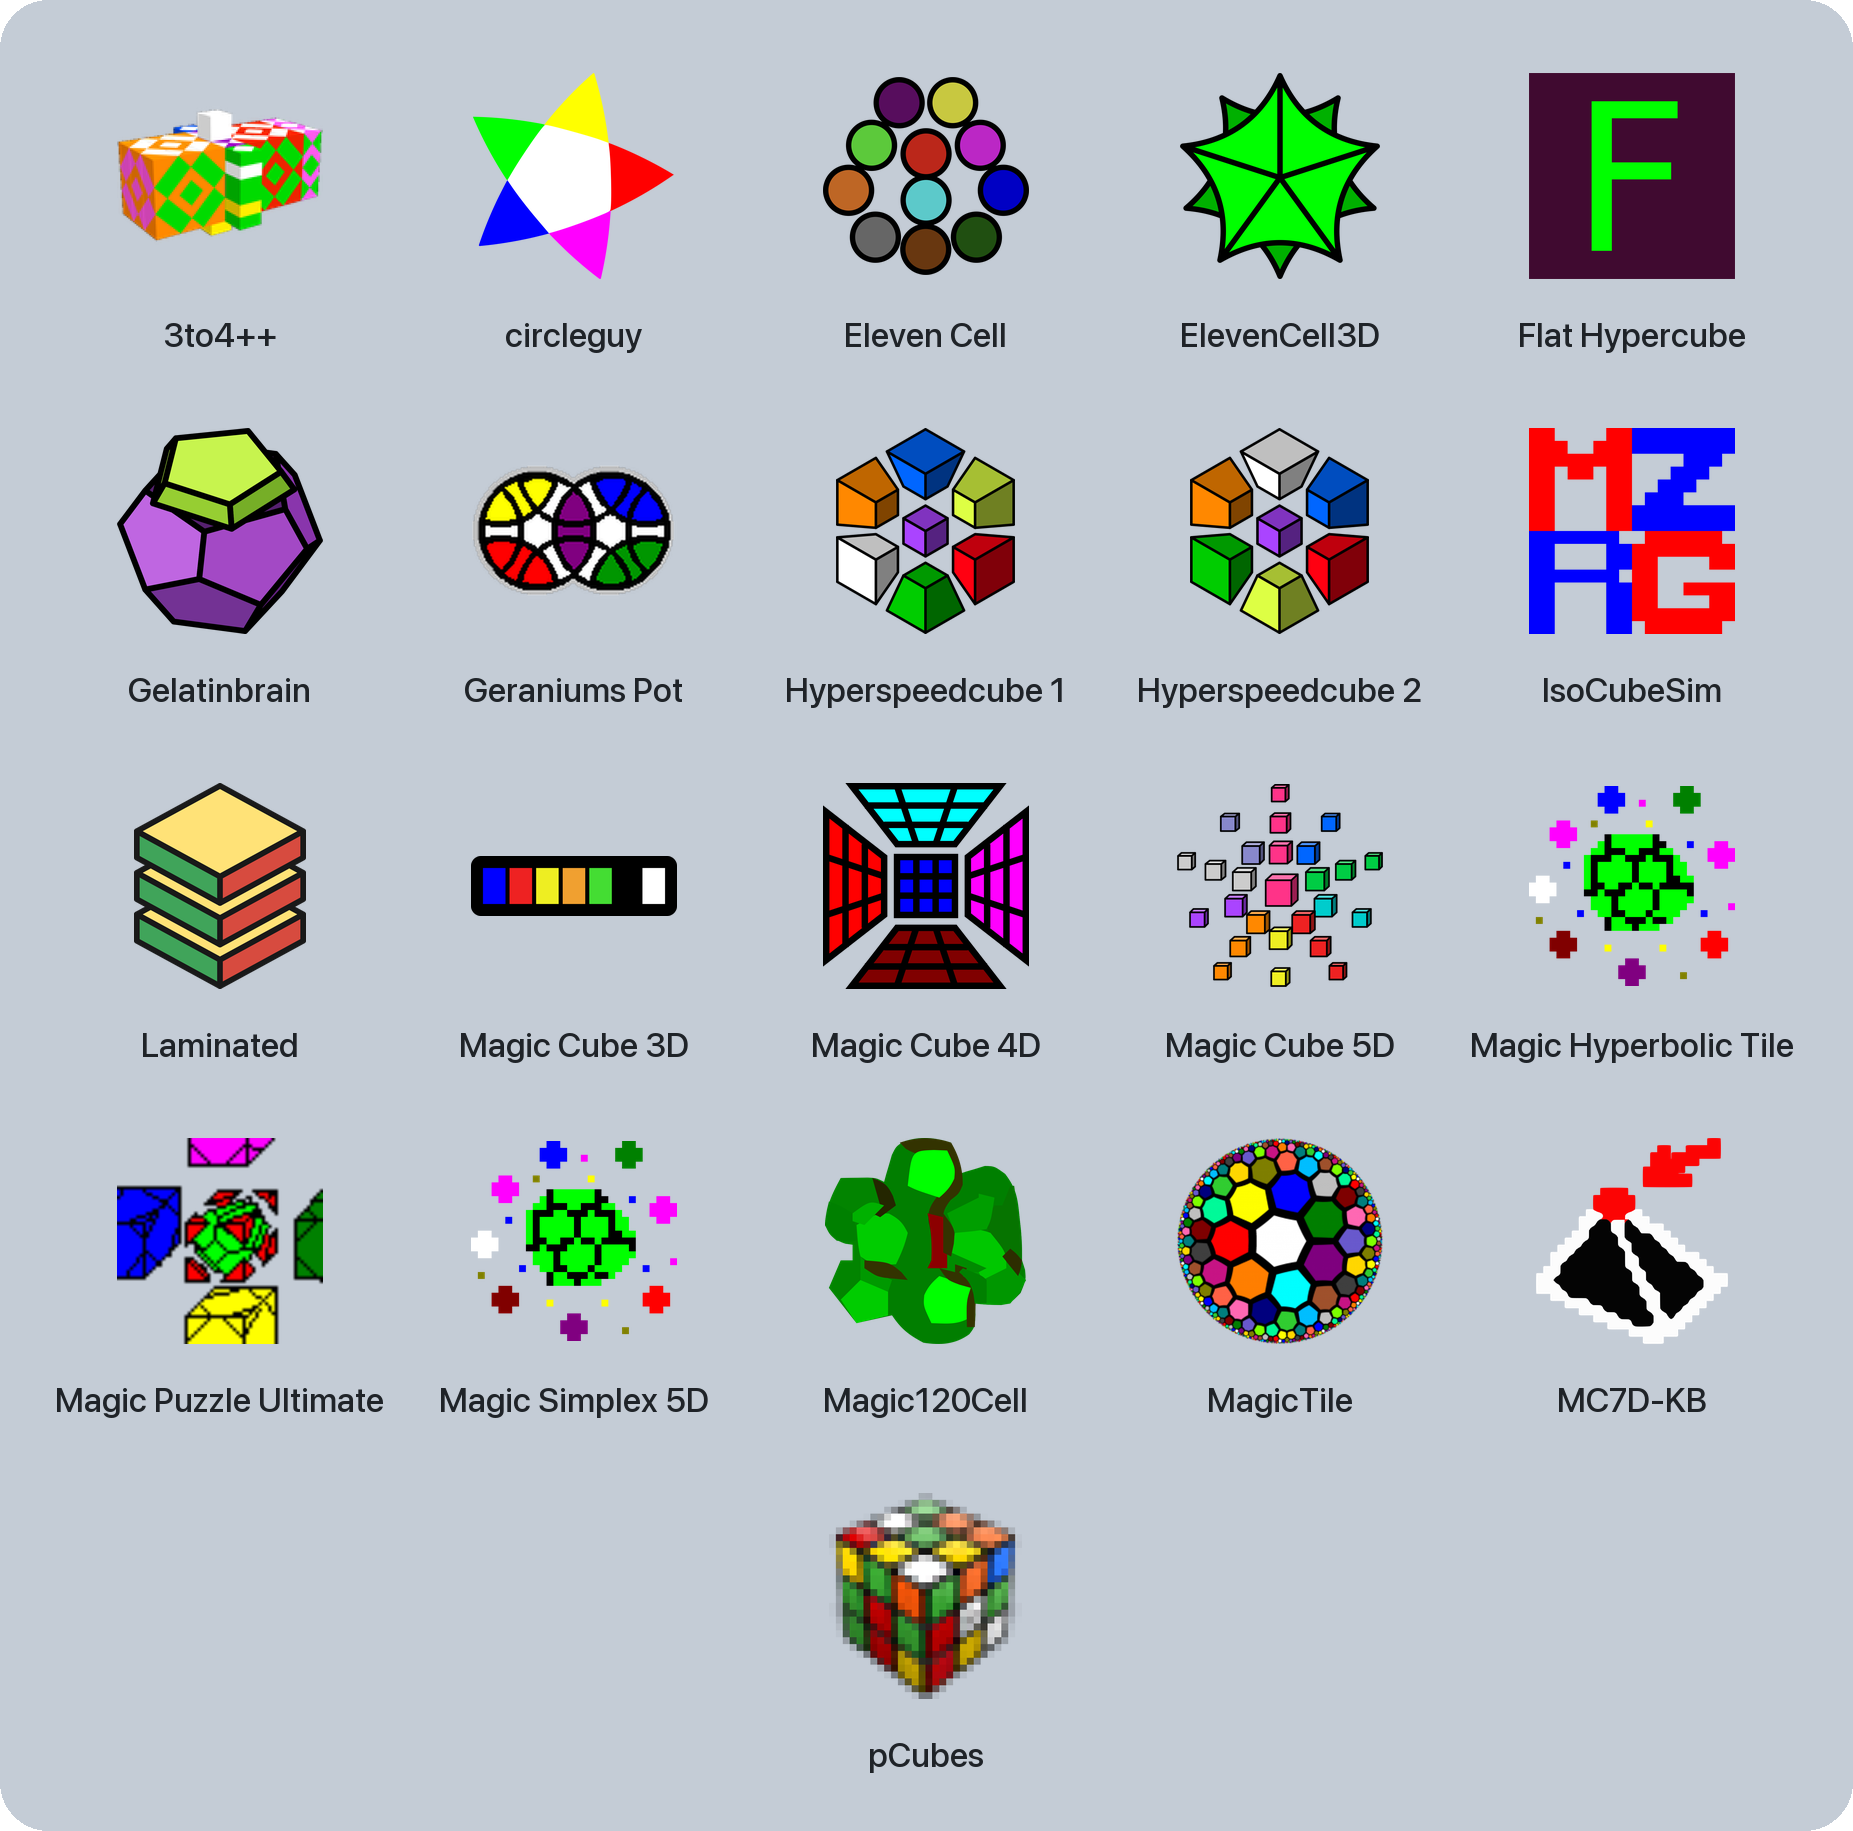 3to4++
circleguy
Eleven Cell
ElevenCell3D
F
Flat Hypercube
Gelatinbrain
Geraniums Pot
Hyperspeedcube 1
Hyperspeedcube 2
MZ
RG
IsoCubeSim
Laminated
Magic Cube 3D
Magic Cube 4D
Magic Cube 5D
Magic Hyperbolic Tile
Magic Puzzle Ultimate
Magic Simplex 5D
Magic120Cell
MagicTile
MC7D-KB
pCubes